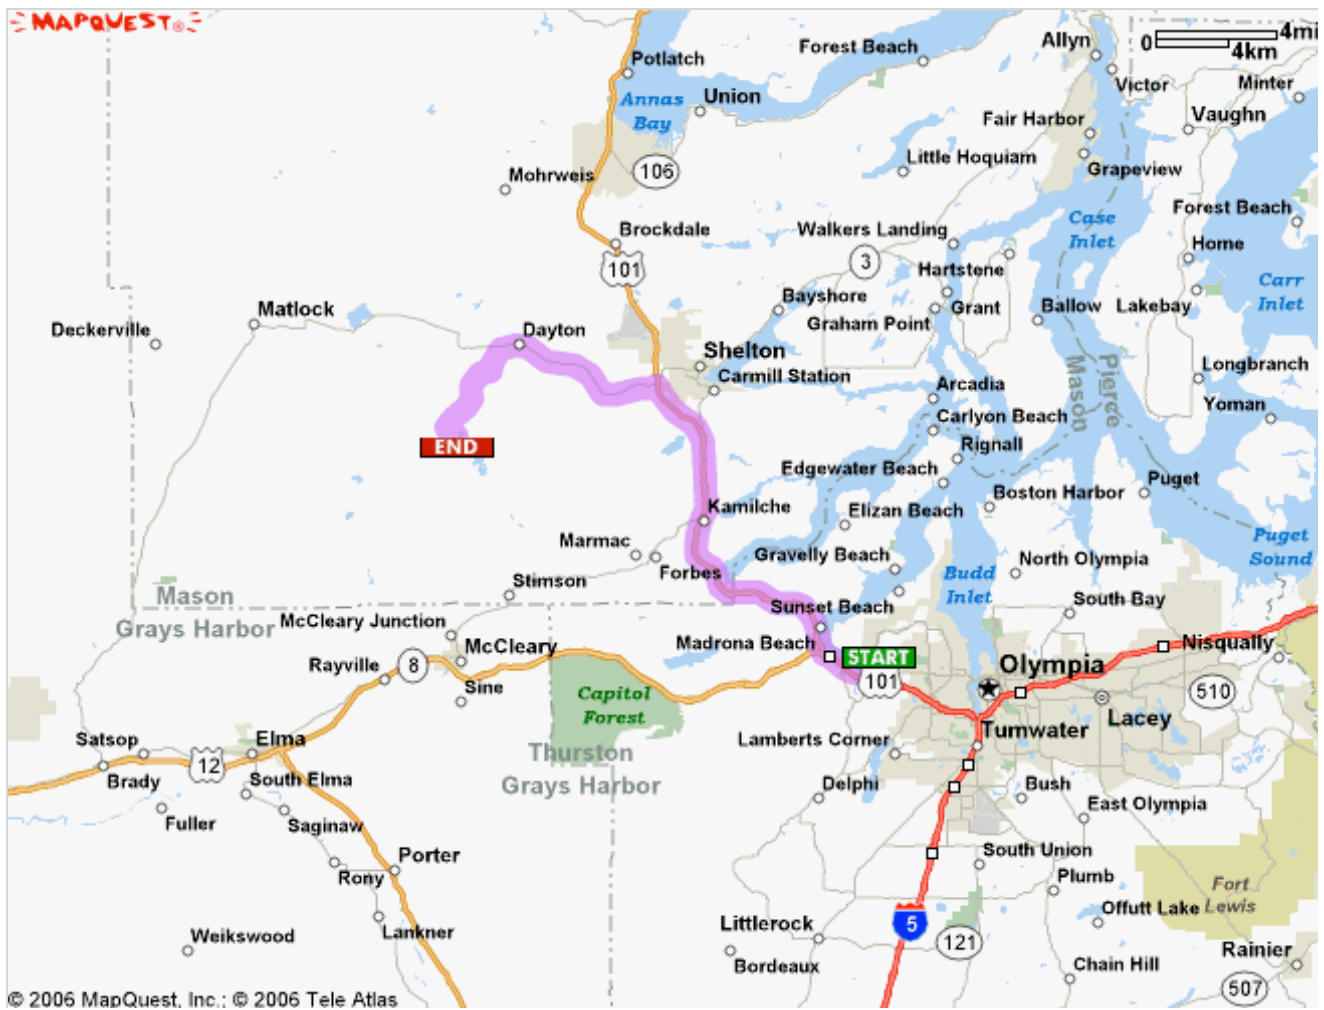 MAPQUEST
4mi
0
4km
Potlatch
Forest Beach
Allyn
Victor
Minter
Annas
Bay
Union
Vaughn
Fair Harbor
106
Mohrweis
Little Hoquiam
Grapeview
Brockdale
Walkers Landing
Case
Inlet
Forest Beach
Home
101
3
Hartstene
Carr
Inlet
Matlock
Bayshore
Grant
Ballow
Lakebay
Deckerville
Dayton
Graham Point
Shelton
Carmill Station
Pierce
Mason
Longbranch
Arcadia
Yoman
Carlyon Beach
END
Rignall
Edgewater Beach
Puget
Boston Harbor
Kamilche
Elizan Beach
Marmac
Gravelly Beach
Puget
Sound
Forbes
North Olympia
Budd
Inlet
Stimson
Mason
Grays Harbor
Sunset Beach
South Bay
McCleary Junction
Madrona Beach
START
Nisqually
McCleary
Rayville
8
Olympia
101
Sine
Capitol
Forest
510
Lacey
Tumwater
Satsop
Elma
Thurston
Grays Harbor
Lamberts Corner
12
Brady
South Elma
Delphi
Bush
East Olympia
Fuller
Saginaw
Porter
Rony
South Union
Plumb
Fort
Lewis
Offutt Lake
Littlerock
5
121
Weikswood
Lankner
Bordeaux
Chain Hill
Rainier
507
© 2006 MapQuest, Inc.; © 2006 Tele Atlas